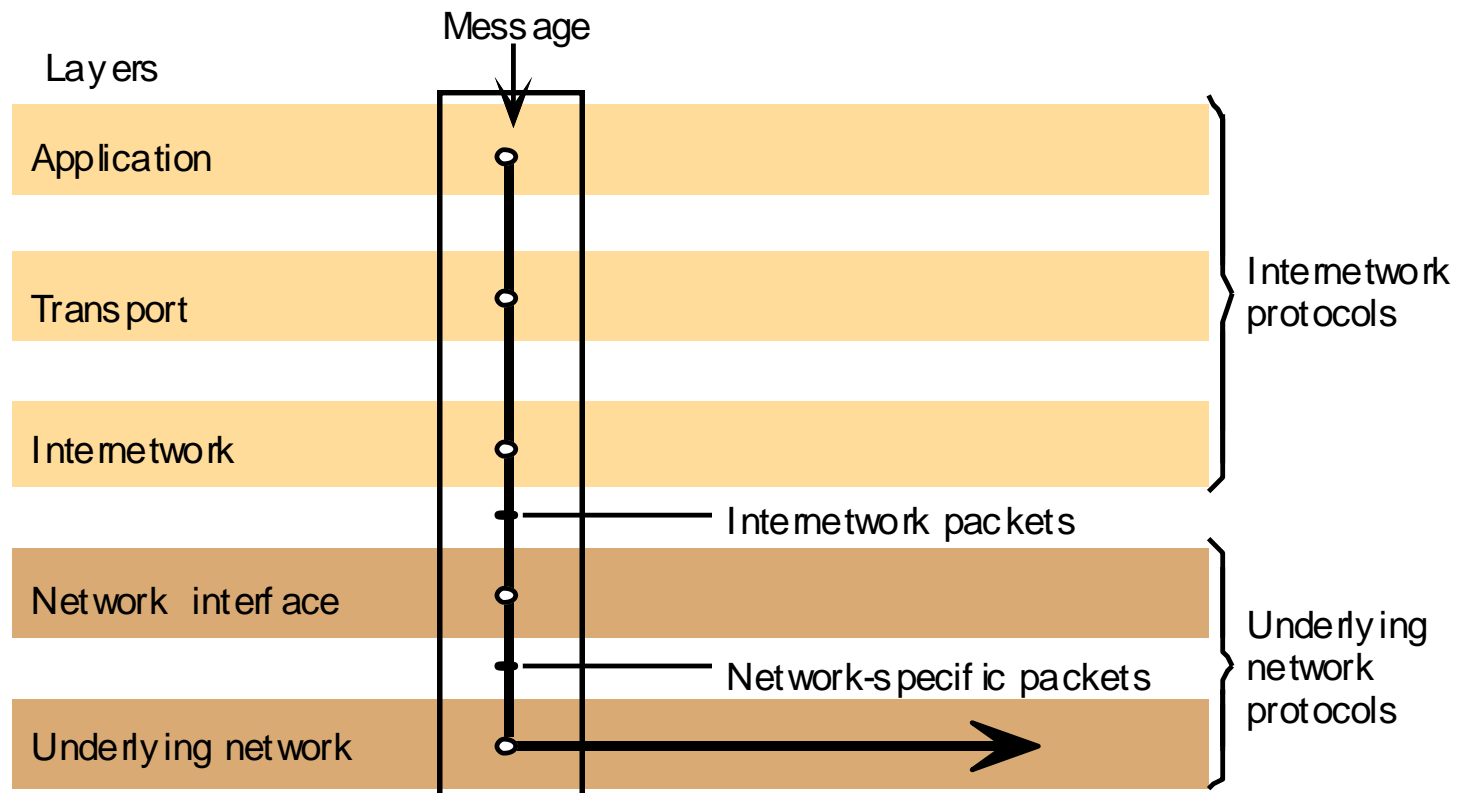 Message
Layers
Application
Transport
Internetwork
protocols
Internetwork
Internetwork packets
Network interface
Underlying
network
protocols
Network-specific packets
Underlying network